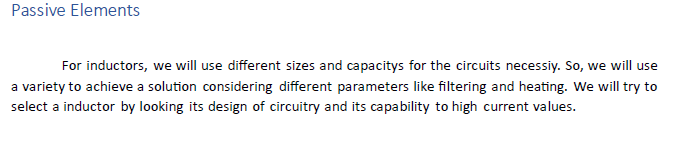 Passive Elements
For inductors, we will use different sizes and capacitys for the circuits necessiy. So, we will use
a variety to achieve a solution considering different parameters like filtering and heating. We will try to
select a inductor by looking its design of circuitry and its capability to high current values.